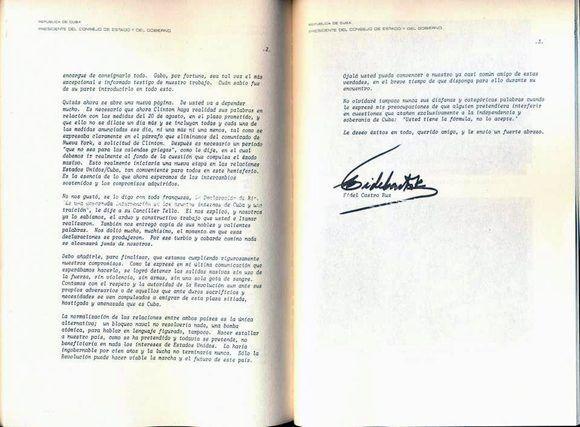 REPUBLICA DE CUBA
PRESIDENTE DEL CONSEJO DE ESTADO Y DEL GOBIERNO
.2.
encargue de consignarlo todo. Gabo, por fortuna, sea tal vez el más
excepcional e informado testigo de nuestro trabajo. Cuán sabio fue
de su parte introducirlo en todo esto.
Quizás ahora se abre una nueva página. De usted va a depender
mucho. Es necesario que ahora Clinton haga realidad sus palabras en
relación con las medidas del 20 de agosto, en el plazo prometido, y
que ello no se dilate un día más y se incluyan todas y cada una de
las medidas anunciadas ese día, ni una más ni una menos, tal como se
expresaba claramente en el párrafo que eliminamos del comunicado de
Nueva York, a solicitud de Clinton. Después es necesario un período
"que no sea para las calendas griegas", como le dije, en el cual
debemos ir realmente al fondo de la cuestión que compulsa el éxodo
masivo. Esto realmente iniciaría una nueva etapa en las relaciones
Estados Unidos/Cuba, tan conveniente para todos en este hemisferio.
Es la esencia de lo que ahora esperamos de los intercambios
sostenidos y los compromisos adquiridos.
No nos gustó, se lo digo con toda franqueza, la Declaración de Río.
"Es una
traición", le dije a su Canciller Tello. El nos explicó, y nosotros
ya lo sabíamos, el arduo y constructivo trabajo que usted e Itamar
realizaron. También nos entregó copia de sus nobles y valientes
palabras. Nos dolió mucho, muchísimo, el momento en que esas
declaraciones se produjeron. Por ese turbio y cobarde camino nada
se alcanzará jamás de nosotros.
Debo añadirle, para finalizar, que estamos cumpliendo rigurosamente
nuestros compromisos. Como le expresé en mi última comunicación que
esperábamos hacerlo, se logró detener las salidas masivas sin uso de
la fuerza, sin violencia, sin armas, sin una sola gota de sangre.
Contamos con el respeto y la autoridad de la Revolución aun ante sus
propios adversarios o de aquellos que ante duros sacrificios y
necesidades se ven compulsados a emigrar de esta plaza sitiada,
hostigada y amenazada que es Cuba.
La normalización de las relaciones entre ambos países es la única
alternativa; un bloqueo naval no resolvería nada, una bomba
atómica, para hablar en lenguaje figurado, tampoco. Hacer estallar
a nuestro país, como se ha pretendido y todavía se pretende, no
beneficiaría en nada los intereses de Estados Unidos. Lo haría
ingobernable por cien años y la lucha no terminaría nunca. Sólo la
Revolución puede hacer viable la marcha y el futuro de este país.
REPUBLICA DE CUBA
PRESIDENTE DEL CONSEJO DE ESTADO Y DEL GOBIERNO
.3.
Ojalá usted pueda convencer a nuestro ya casi común amigo de estas
verdades, en el breve tiempo de que disponga para ello durante su
encuentro.
No olvidaré tampoco nunca sus diáfanas y categóricas palabras cuando
le expresé mis preocupaciones de que alguien pretendiera interferir
en cuestiones que atañen exclusivamente a la independencia y
soberanía de Cuba: "Usted tiene la fórmula, no lo acepte".
Le deseo éxitos en todo, querido amigo, y le envío un fuerte abrazo.
Fidel Castro Ruz